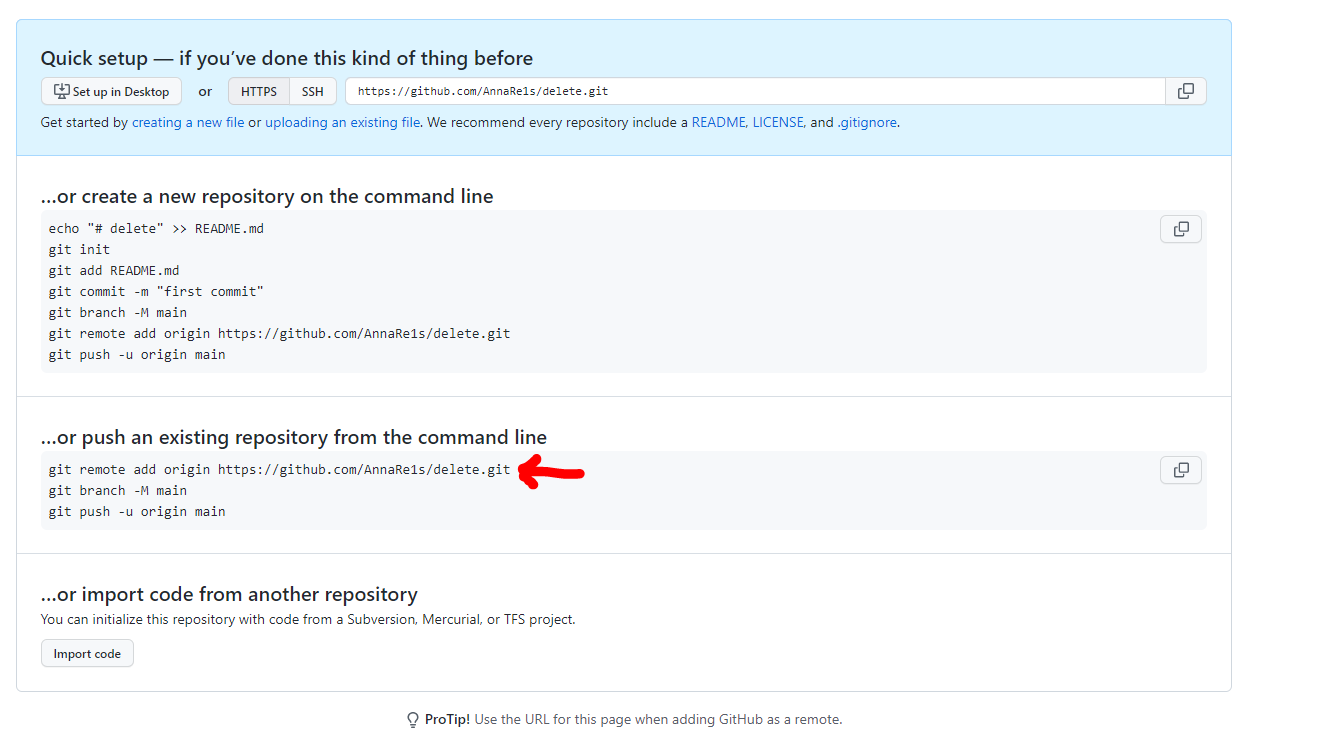 Quick setup — if you’ve done this kind of thing before
Set up in Desktop or HTTPS SSH https://github.com/AnnaRe1s/delete.git
Get started by creating a new file or uploading an existing file. We recommend every repository include a README, LICENSE, and .gitignore.
…or create a new repository on the command line
echo "# delete" >> README.md
git init
git add README.md
git commit -m "first commit"
git branch -M main
git remote add origin https://github.com/AnnaRe1s/delete.git
git push -u origin main
…or push an existing repository from the command line
git remote add origin https://github.com/AnnaRe1s/delete.git
git branch -M main
git push -u origin main
…or import code from another repository
You can initialize this repository with code from a Subversion, Mercurial, or TFS project.
Import code
ProTip! Use the URL for this page when adding GitHub as a remote.